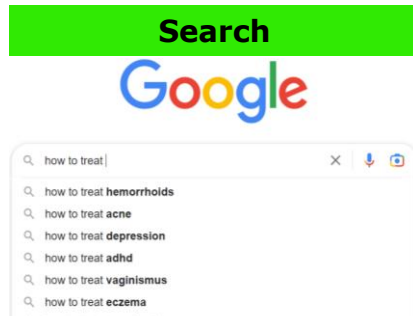 Search
Google
how to treat
how to treat hemorrhoids
how to treat acne
how to treat depression
how to treat adhd
how to treat vaginismus
how to treat eczema